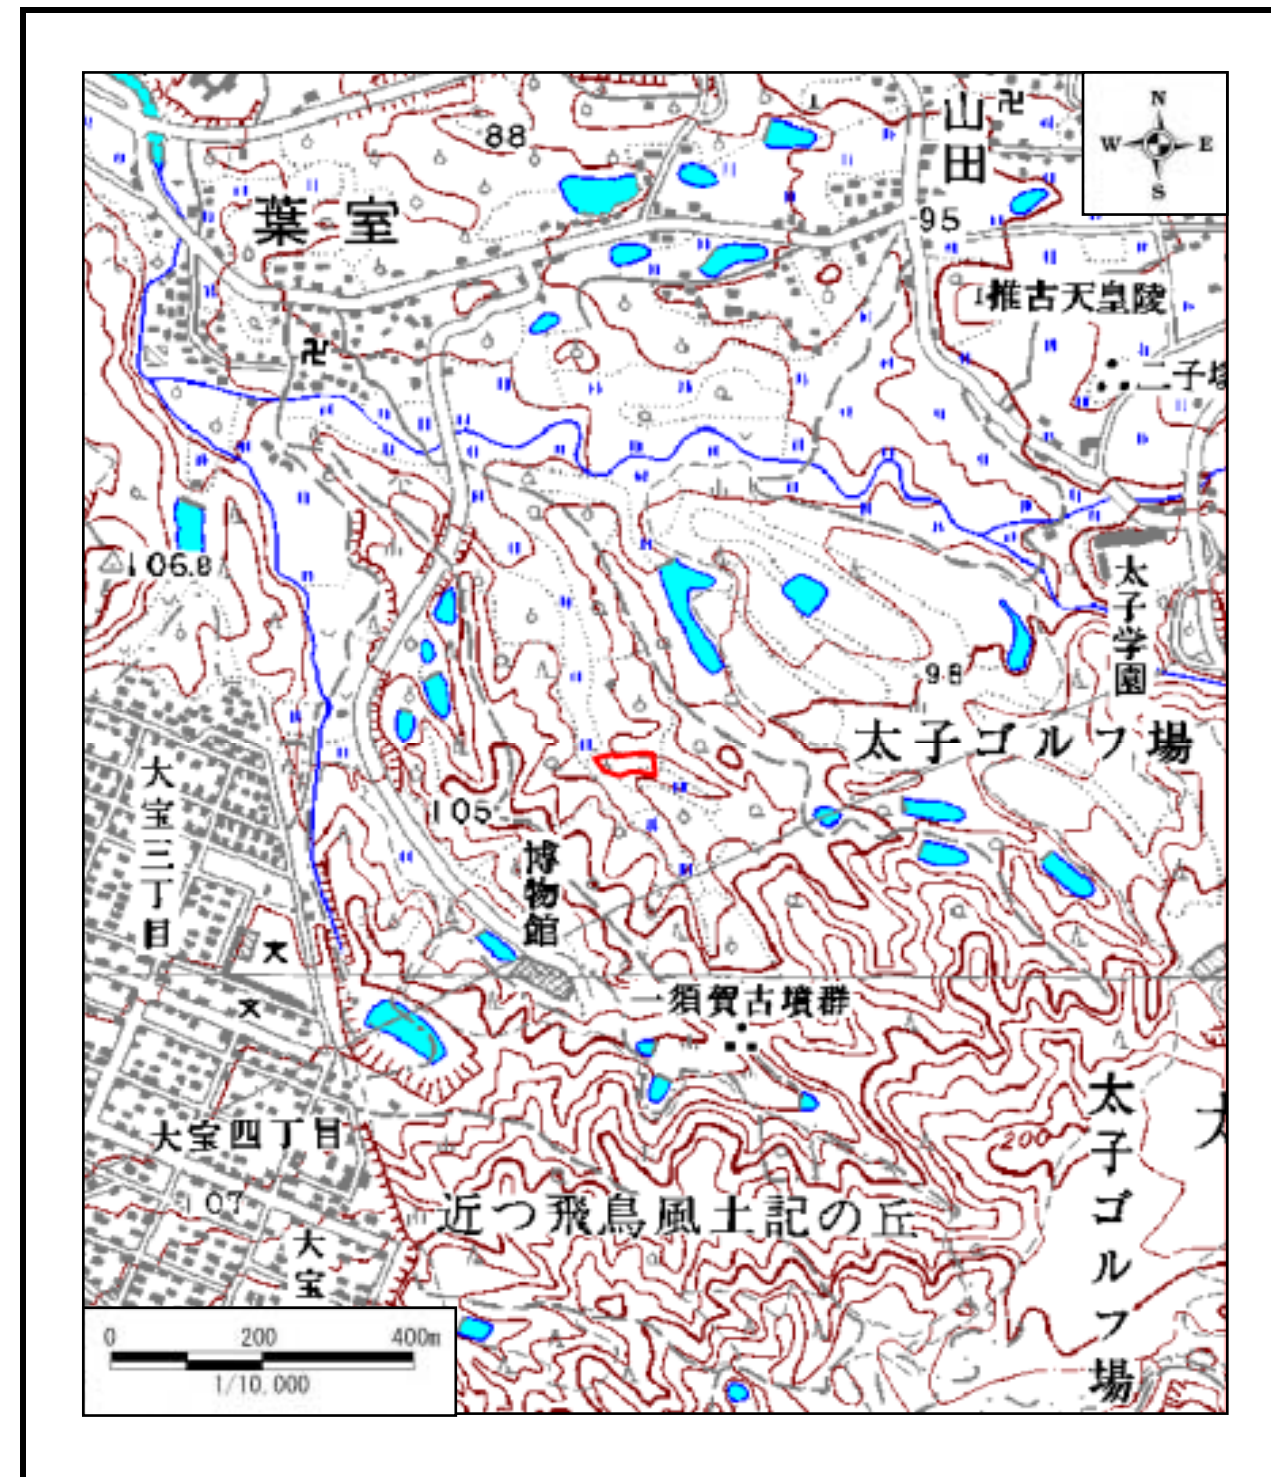 N
W E
S
山田
88
葉室
95
推古天皇陵
二子塚
106.8
太子学園
98
太子ゴルフ場
大宝三丁目
105
博物館
文
一須賀古墳群
文
太子ゴルフ場
200
大宝四丁目
107
近つ飛鳥風土記の丘
大宝
0 200 400m
1/10,000